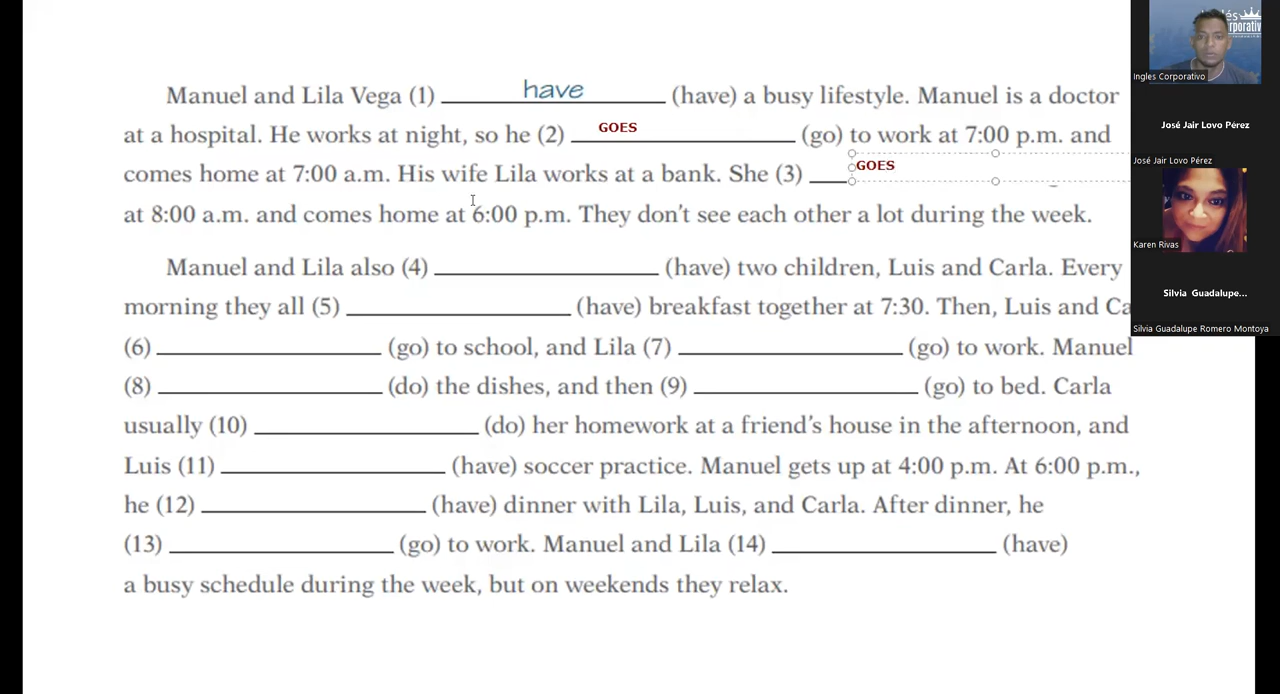 Manuel and Lila Vega (1) have (have) a busy lifestyle. Manuel is a doctor
at a hospital. He works at night, so he (2) GOES (go) to work at 7:00 p.m. and
comes home at 7:00 a.m. His wife Lila works at a bank. She (3) GOES
at 8:00 a.m. and comes home at 6:00 p.m. They don't see each other a lot during the week.
Manuel and Lila also (4) (have) two children, Luis and Carla. Every
morning they all (5) (have) breakfast together at 7:30. Then, Luis and Ca
(6) (go) to school, and Lila (7) (go) to work. Manuel
(8) (do) the dishes, and then (9) (go) to bed. Carla
usually (10) (do) her homework at a friend's house in the afternoon, and
Luis (11) (have) soccer practice. Manuel gets up at 4:00 p.m. At 6:00 p.m.,
he (12) (have) dinner with Lila, Luis, and Carla. After dinner, he
(13) (go) to work. Manuel and Lila (14) (have)
a busy schedule during the week, but on weekends they relax.
Ingles Corporativo
José Jair Lovo Pérez
José Jair Lovo Pérez
Karen Rivas
Silvia Guadalupe...
Silvia Guadalupe Romero Montoya